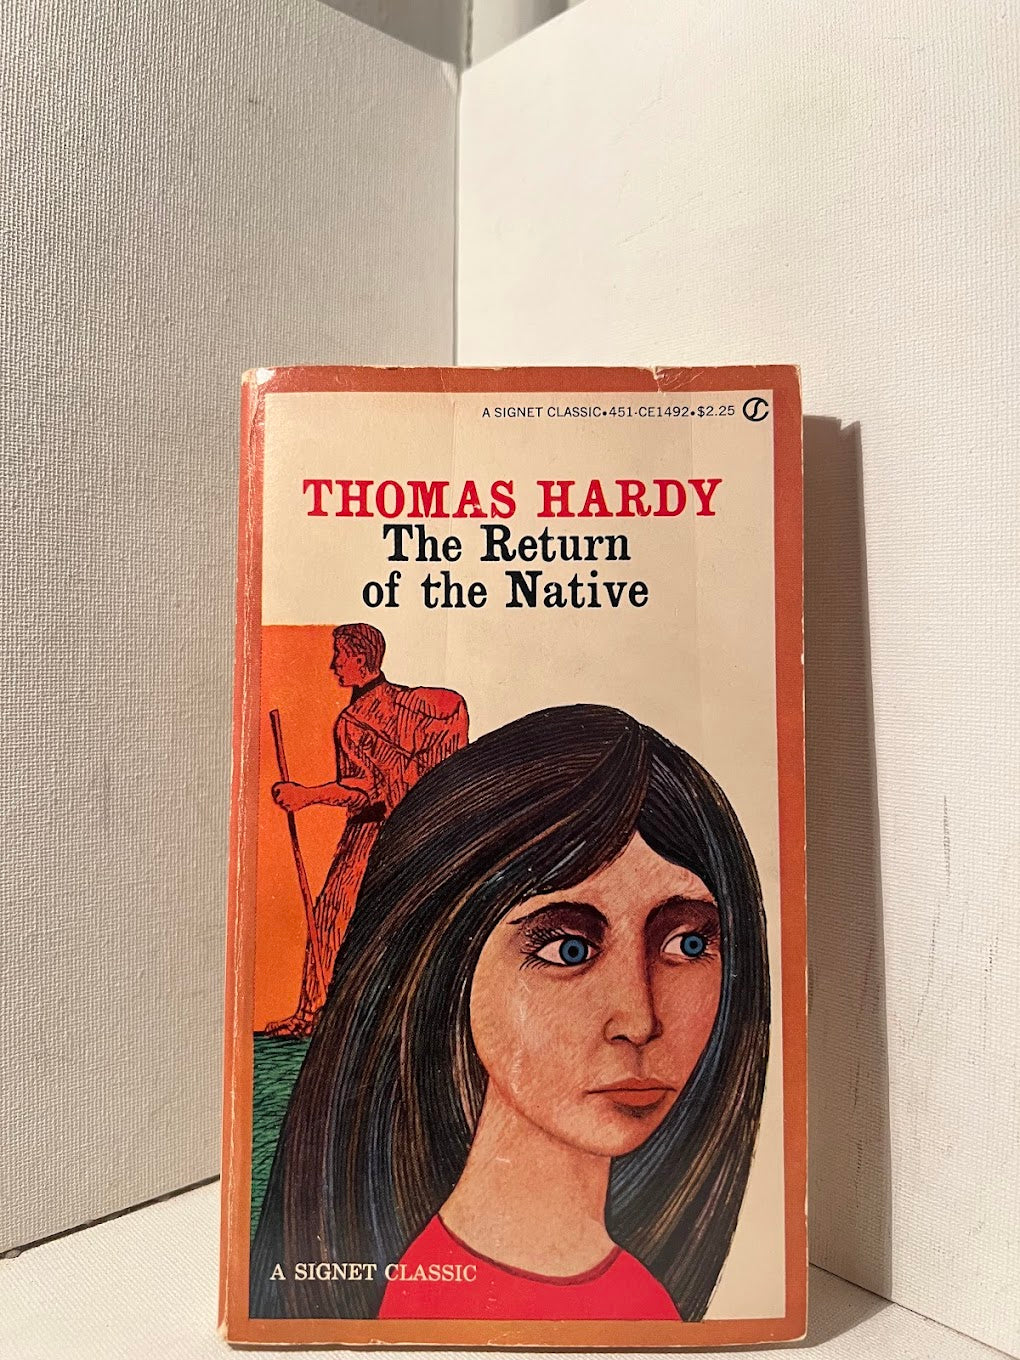 A SIGNET CLASSIC•451-CE1492•$2.25
THOMAS HARDY
The Return
of the Native
A SIGNET CLASSIC